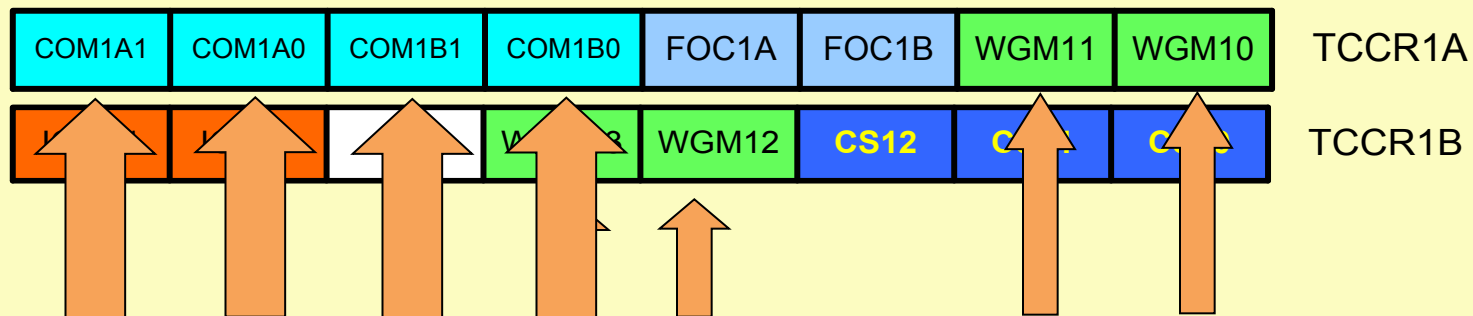 COM1A1 COM1A0 COM1B1 COM1B0 FOC1A FOC1B WGM11 WGM10 TCCR1A
WGM12 CS12 TCCR1B